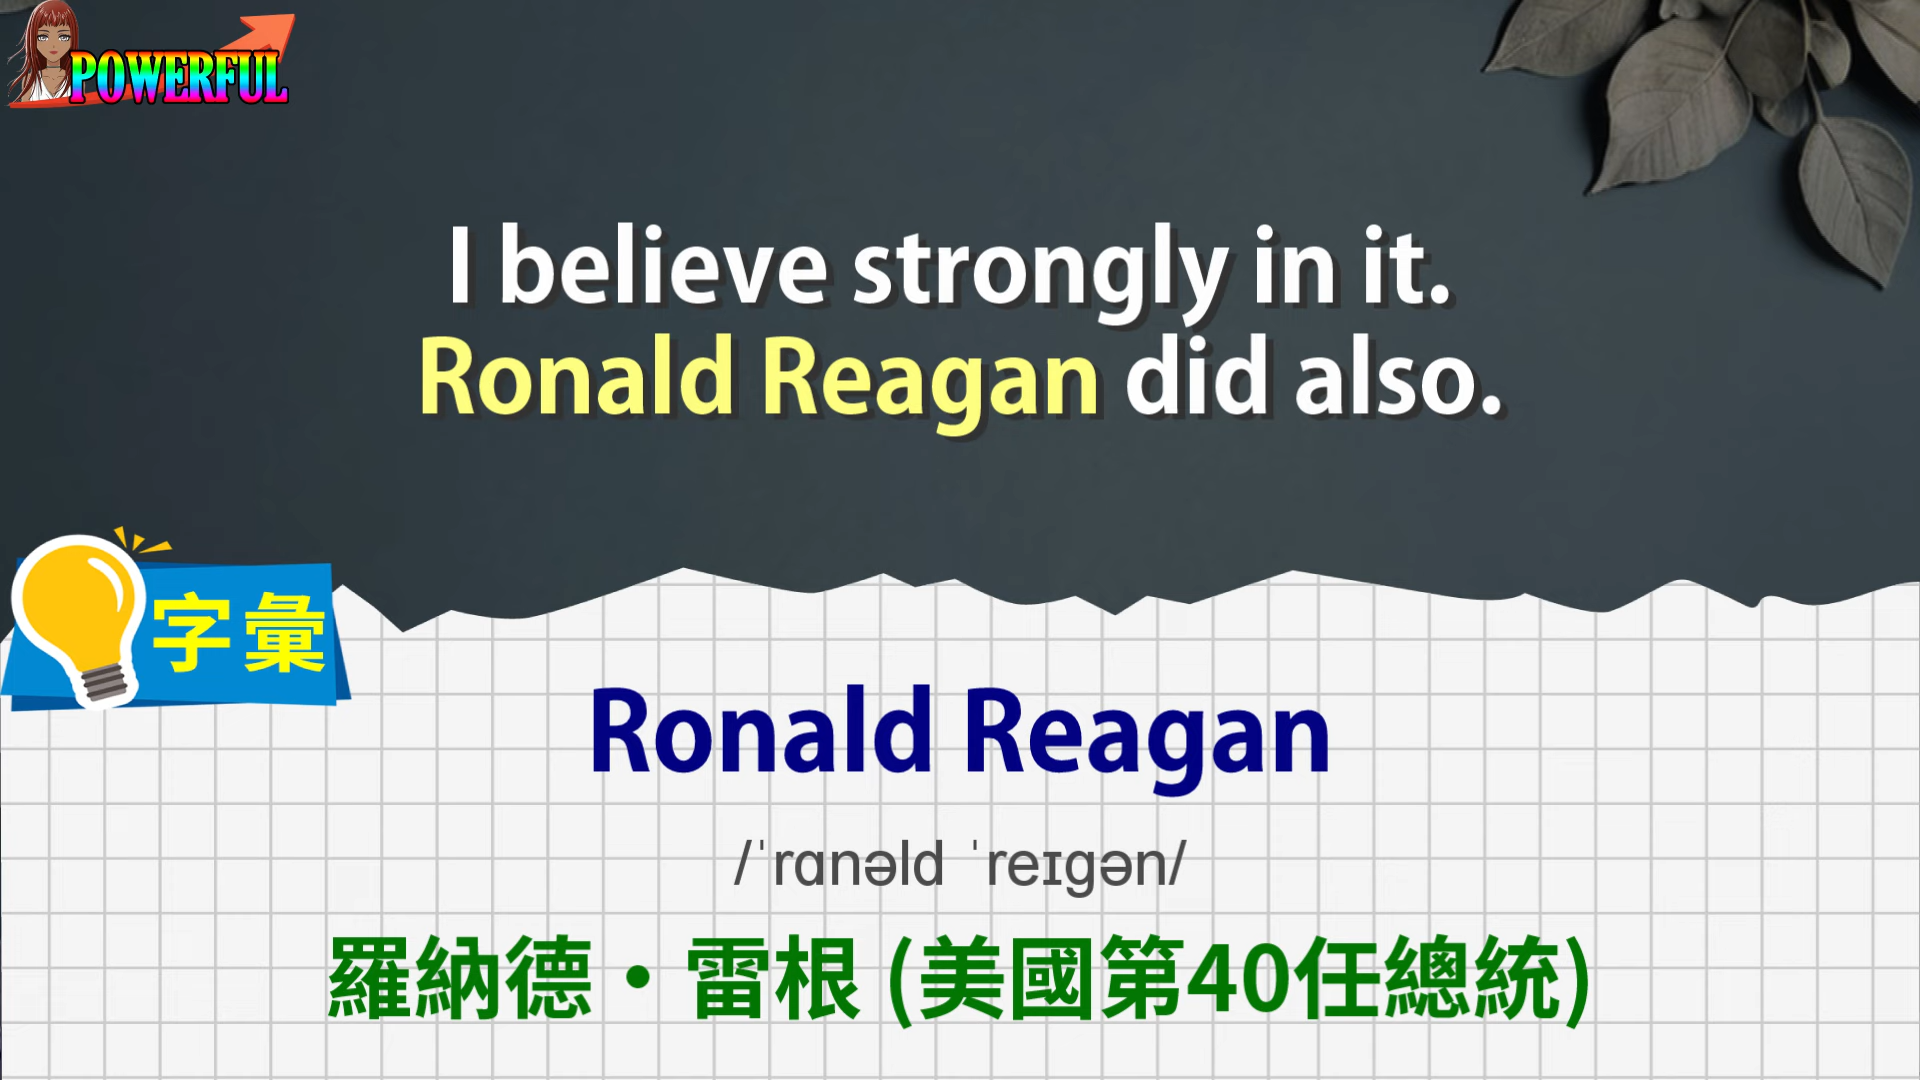 POWERFUL
I believe strongly in it.
Ronald Reagan did also.
字彙
Ronald Reagan
/ˈrɑnəld ˈreɪgən/
羅納德•雷根 (美國第40任總統)